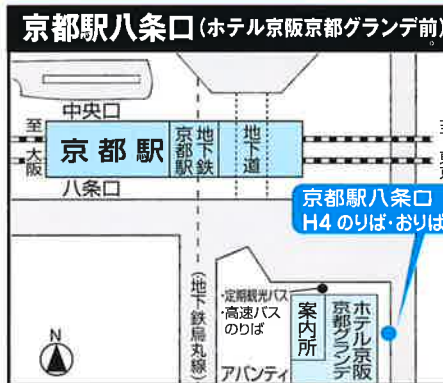 京都駅八条口(ホテル京阪京都グランデ前)
中央口
至大阪
京都駅
地下鉄京都駅
地下道
至
八条口
京都駅八条口
H4 のりば・おりば
(地下鉄烏丸線)
・定期観光バス
・高速バス
のりば
案内所
ホテル京阪
京都グランデ
アバンティ
N